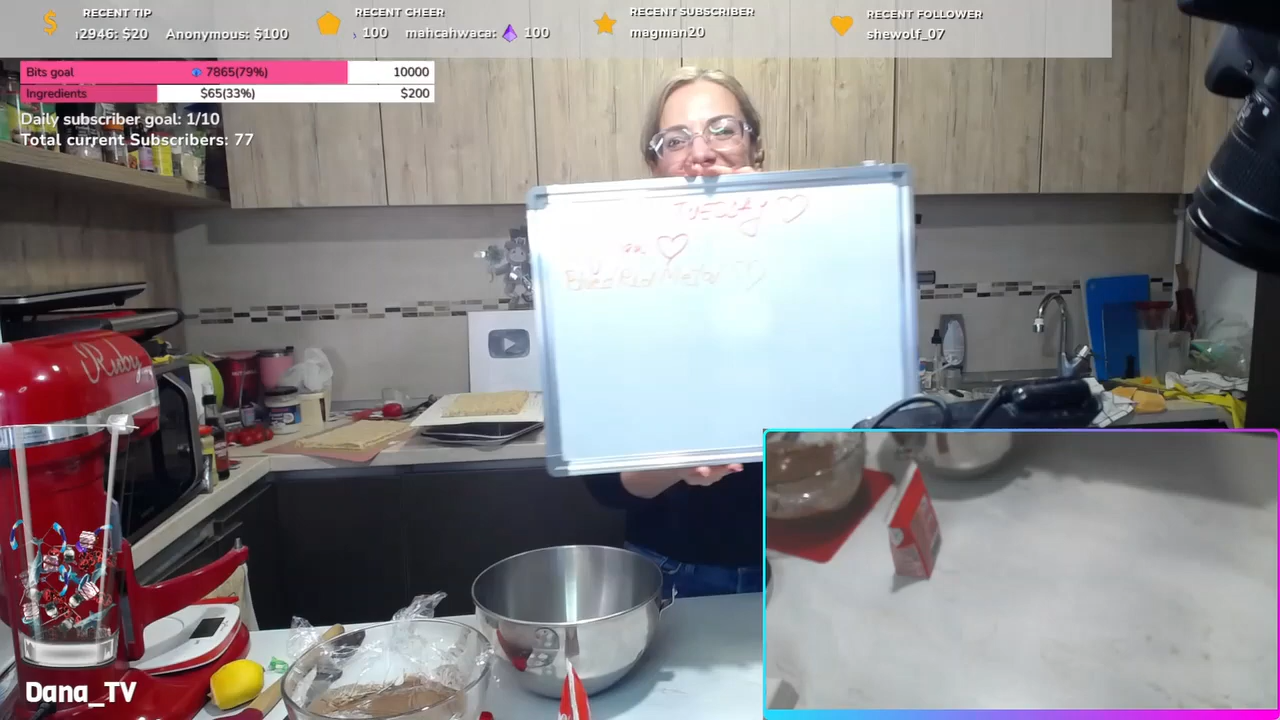 RECENT TIP
12946: $20 Anonymous: $100
RECENT CHEER
100 mahcahwaca: 100
RECENT SUBSCRIBER
magman20
RECENT FOLLOWER
shewolf_07
Bits goal 7865(79%) 10000
Ingredients $65(33%) $200
Daily subscriber goal: 1/10
Total current Subscribers: 77
Ruby
Dana_TV